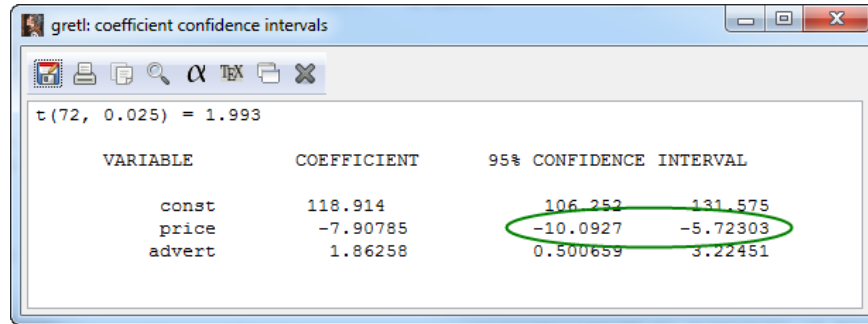 gretl: coefficient confidence intervals
α TEX
t(72, 0.025) = 1.993
VARIABLE COEFFICIENT 95% CONFIDENCE INTERVAL
const 118.914 106.252 131.575
price -7.90785 -10.0927 -5.72303
advert 1.86258 0.500659 3.22451